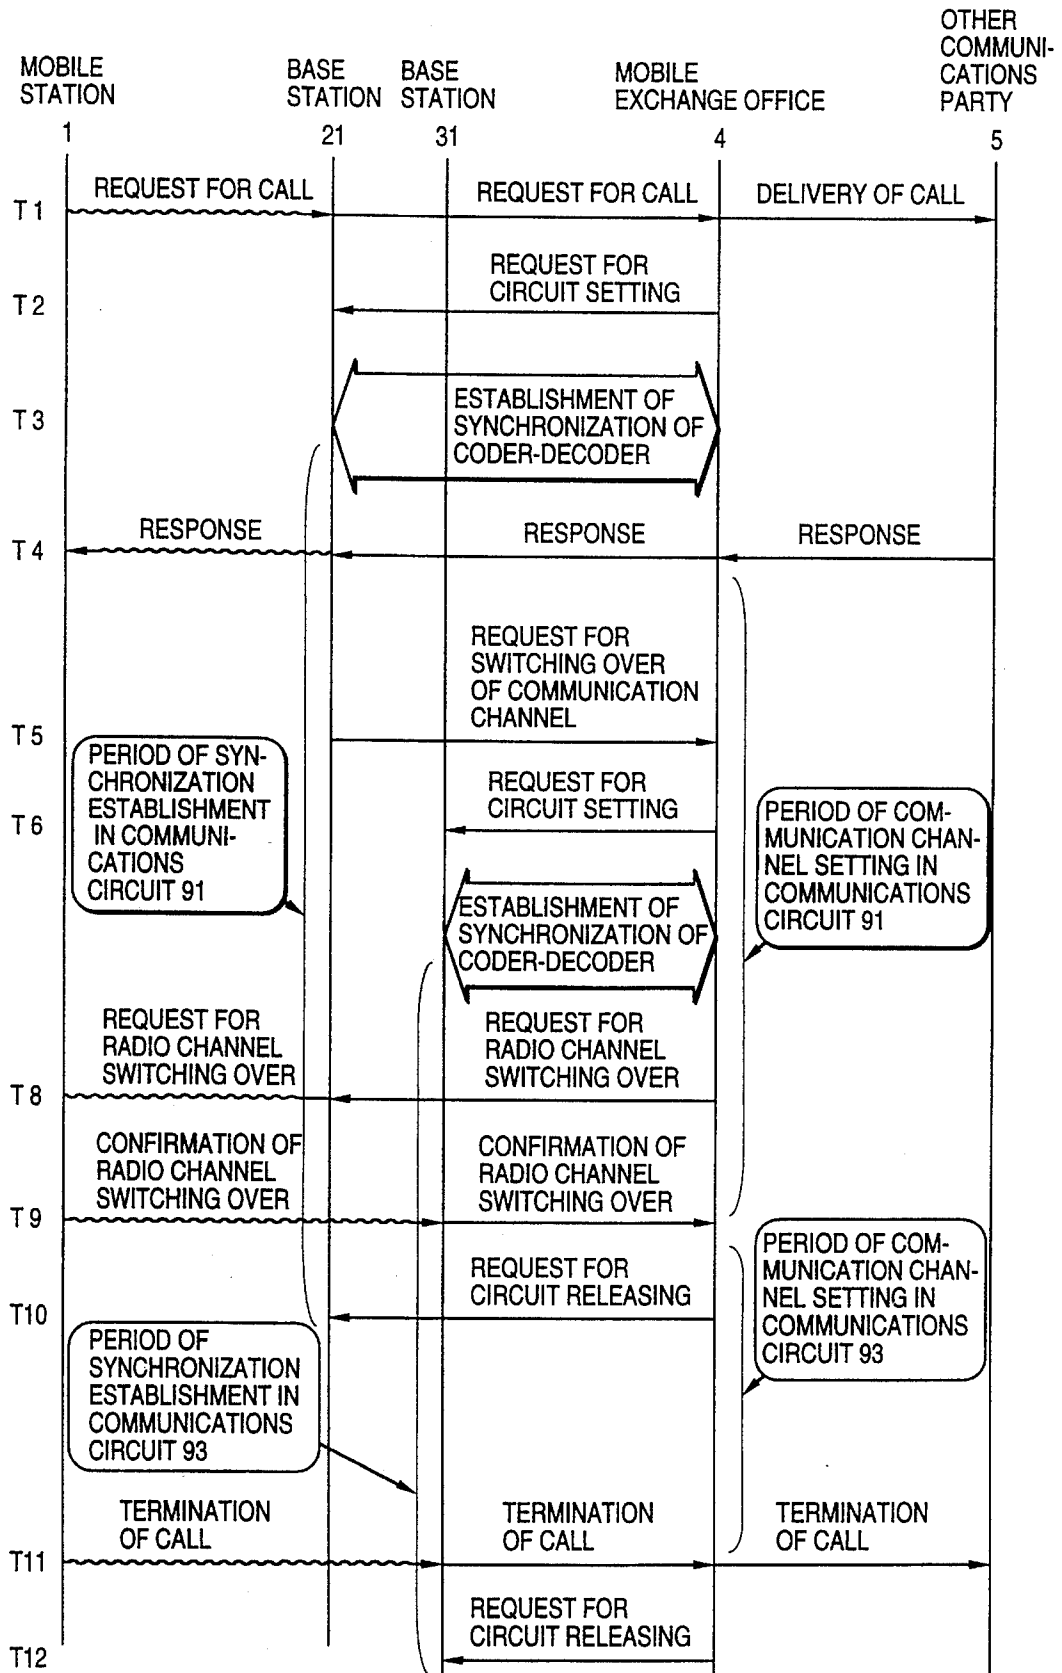 MOBILE
STATION
1
BASE
STATION
21
BASE
STATION
31
MOBILE
EXCHANGE OFFICE
4
OTHER
COMMUNI-
CATIONS
PARTY
5
T1
REQUEST FOR CALL
REQUEST FOR CALL
DELIVERY OF CALL
T2
REQUEST FOR
CIRCUIT SETTING
T3
ESTABLISHMENT OF
SYNCHRONIZATION OF
CODER-DECODER
T4
RESPONSE
RESPONSE
RESPONSE
T5
REQUEST FOR
SWITCHING OVER
OF COMMUNICATION
CHANNEL
PERIOD OF SYN-
CHRONIZATION
ESTABLISHMENT
IN COMMUNI-
CATIONS
CIRCUIT 91
T6
REQUEST FOR
CIRCUIT SETTING
PERIOD OF COM-
MUNICATION CHAN-
NEL SETTING IN
COMMUNICATIONS
CIRCUIT 91
ESTABLISHMENT OF
SYNCHRONIZATION OF
CODER-DECODER
T8
REQUEST FOR
RADIO CHANNEL
SWITCHING OVER
REQUEST FOR
RADIO CHANNEL
SWITCHING OVER
T9
CONFIRMATION OF
RADIO CHANNEL
SWITCHING OVER
CONFIRMATION OF
RADIO CHANNEL
SWITCHING OVER
PERIOD OF COM-
MUNICATION CHAN-
NEL SETTING IN
COMMUNICATIONS
CIRCUIT 93
T10
REQUEST FOR
CIRCUIT RELEASING
PERIOD OF
SYNCHRONIZATION
ESTABLISHMENT IN
COMMUNICATIONS
CIRCUIT 93
T11
TERMINATION
OF CALL
TERMINATION
OF CALL
TERMINATION
OF CALL
T12
REQUEST FOR
CIRCUIT RELEASING